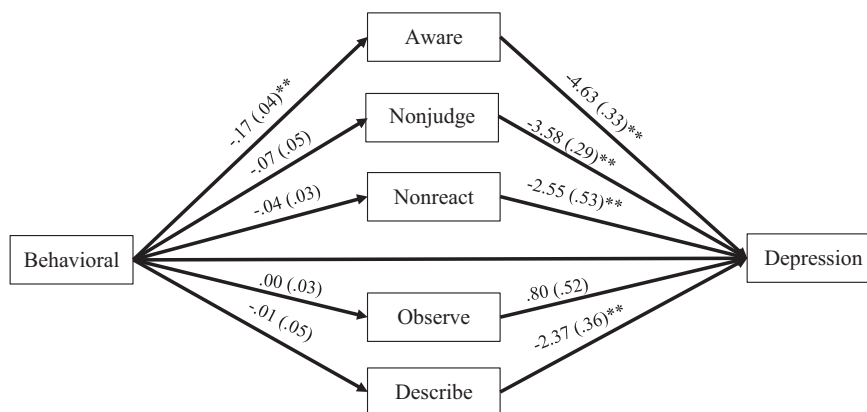 Aware
-.17 (.04)**
-4.63 (.33)**
Nonjudge
-.07 (.05)
-3.58 (.29)**
Nonreact
-.04 (.03)
-2.55 (.53)**
Behavioral
Depression
.00 (.03)
Observe
.80 (.52)
-.01 (.05)
-2.37 (.36)**
Describe